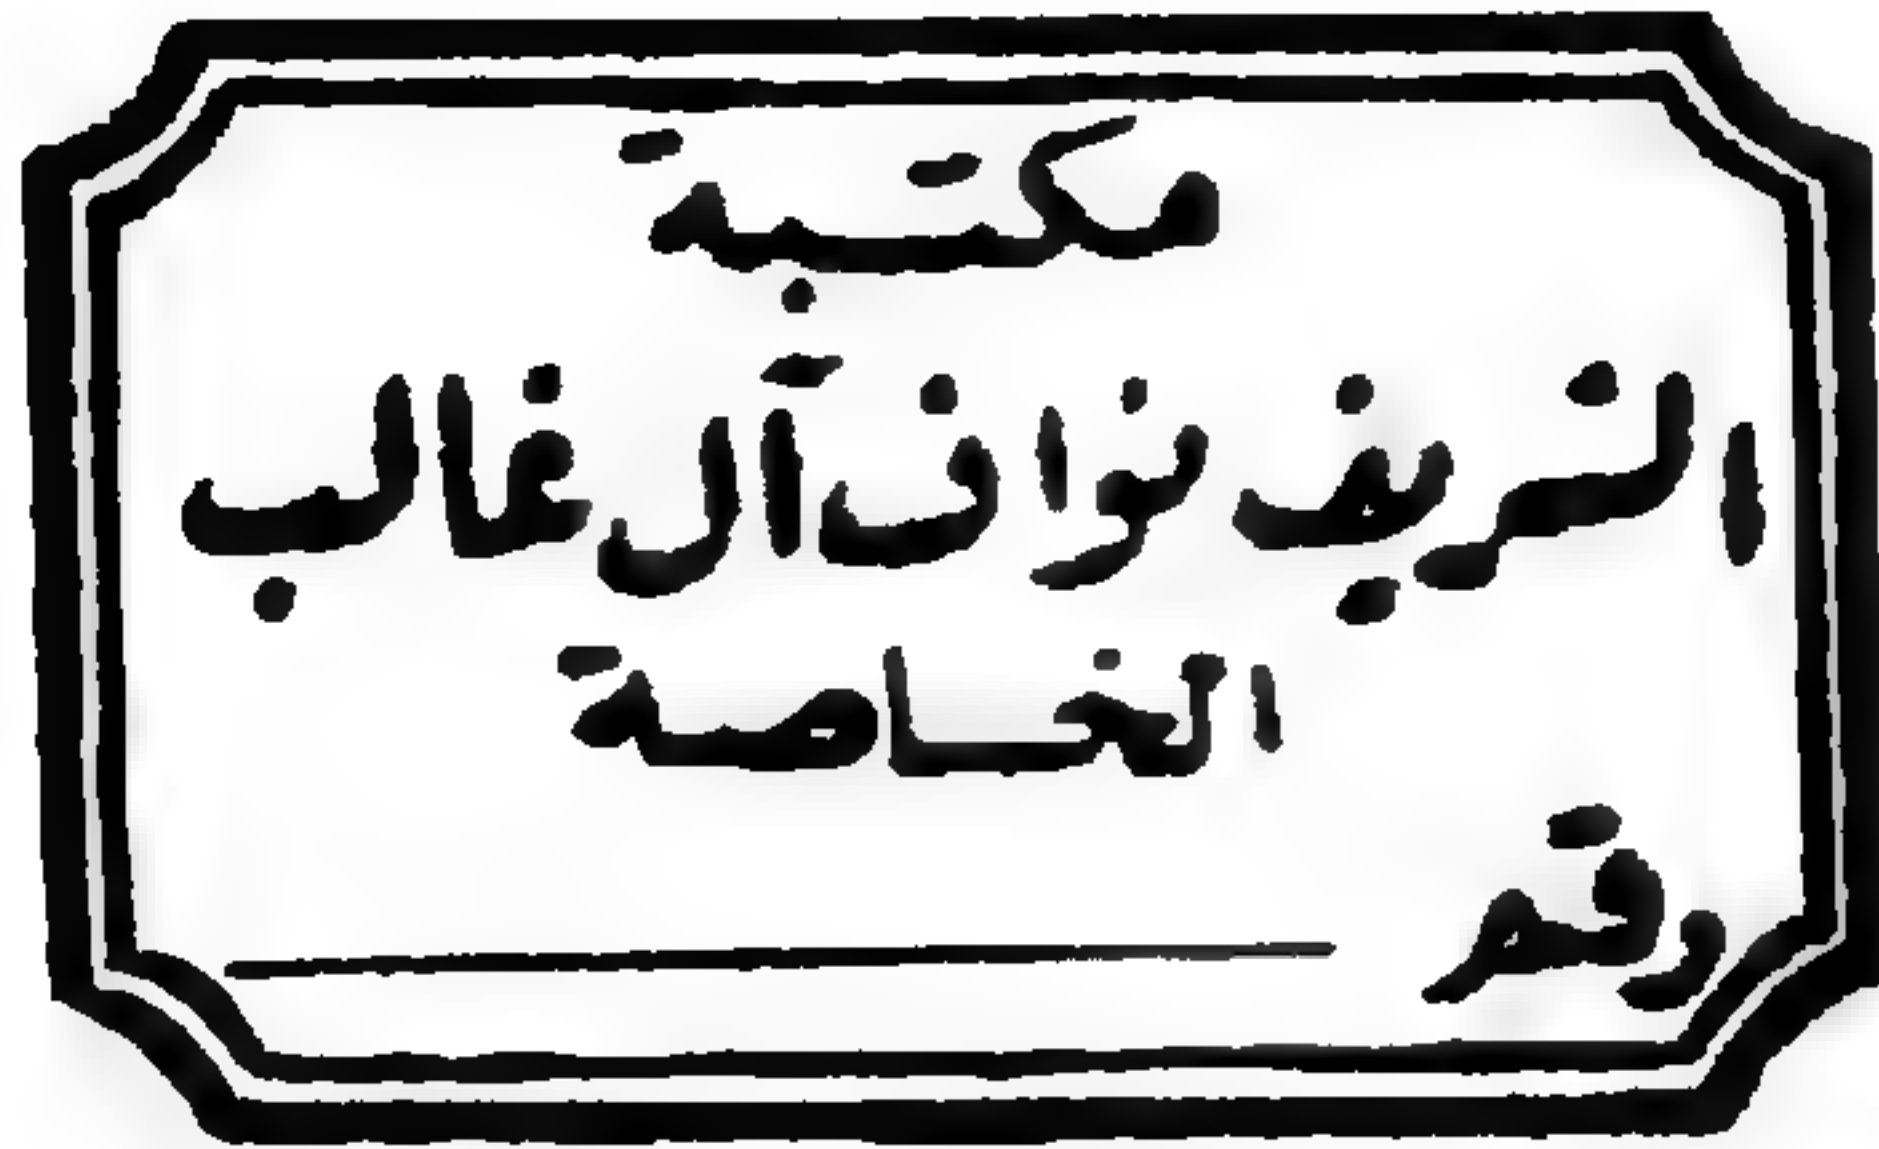 مكتبة
الشريف نواف آل غالب
الخاصة
رقم